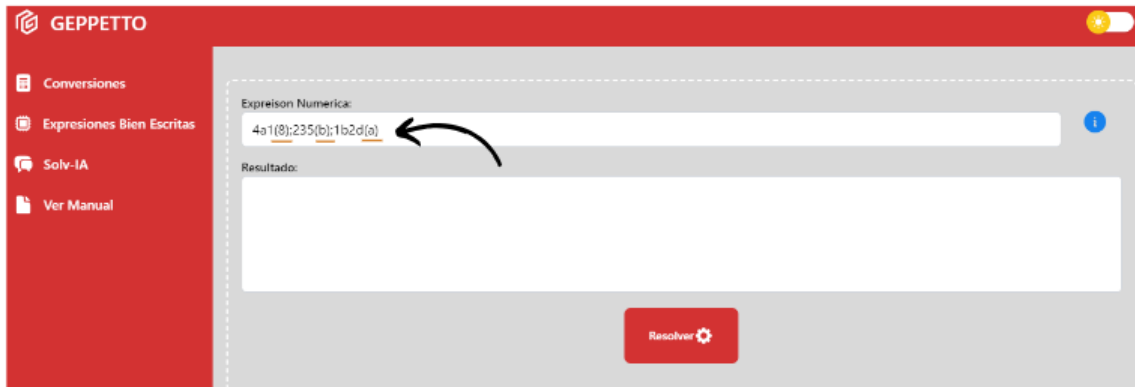 GEPPETTO
Conversiones
Expresiones Bien Escritas
Solv-IA
Ver Manual
Expreison Numerica:
4a1(8);235(b);1b2d(a)
i
Resultado:
Resolver